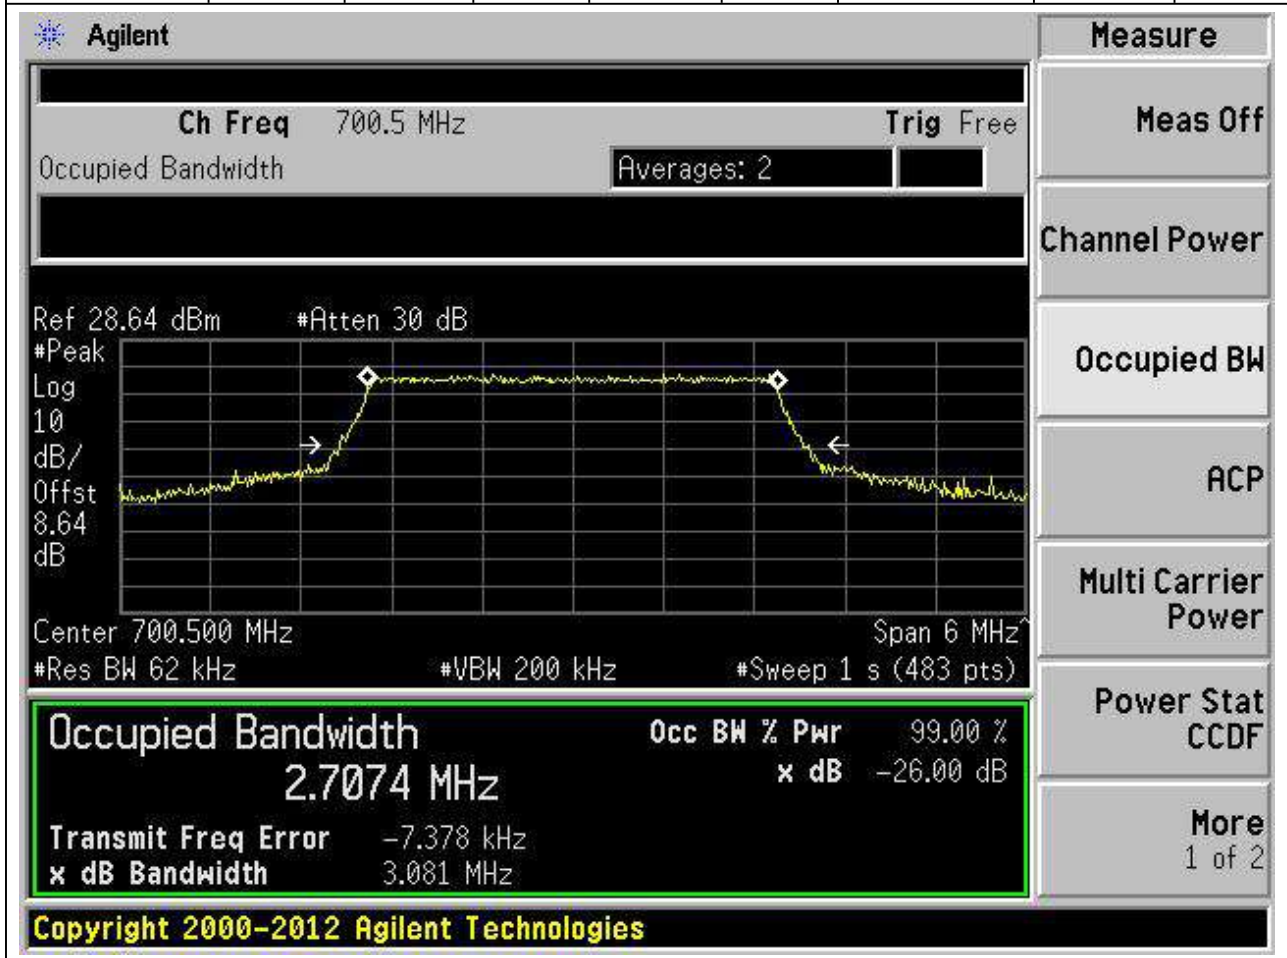 Agilent
Measure
Ch Freq 700.5 MHz Trig Free
Occupied Bandwidth Averages: 2
Meas Off
Channel Power
Occupied BW
ACP
Multi Carrier
Power
Power Stat
CCDF
More
1 of 2
Ref 28.64 dBm #Atten 30 dB
#Peak
Log
10
dB/
Offst
8.64
dB
Center 700.500 MHz Span 6 MHz^
#Res BW 62 kHz #VBW 200 kHz #Sweep 1 s (483 pts)
Occupied Bandwidth Occ BW % Pwr 99.00 %
2.7074 MHz x dB -26.00 dB
Transmit Freq Error -7.378 kHz
x dB Bandwidth 3.081 MHz
Copyright 2000-2012 Agilent Technologies